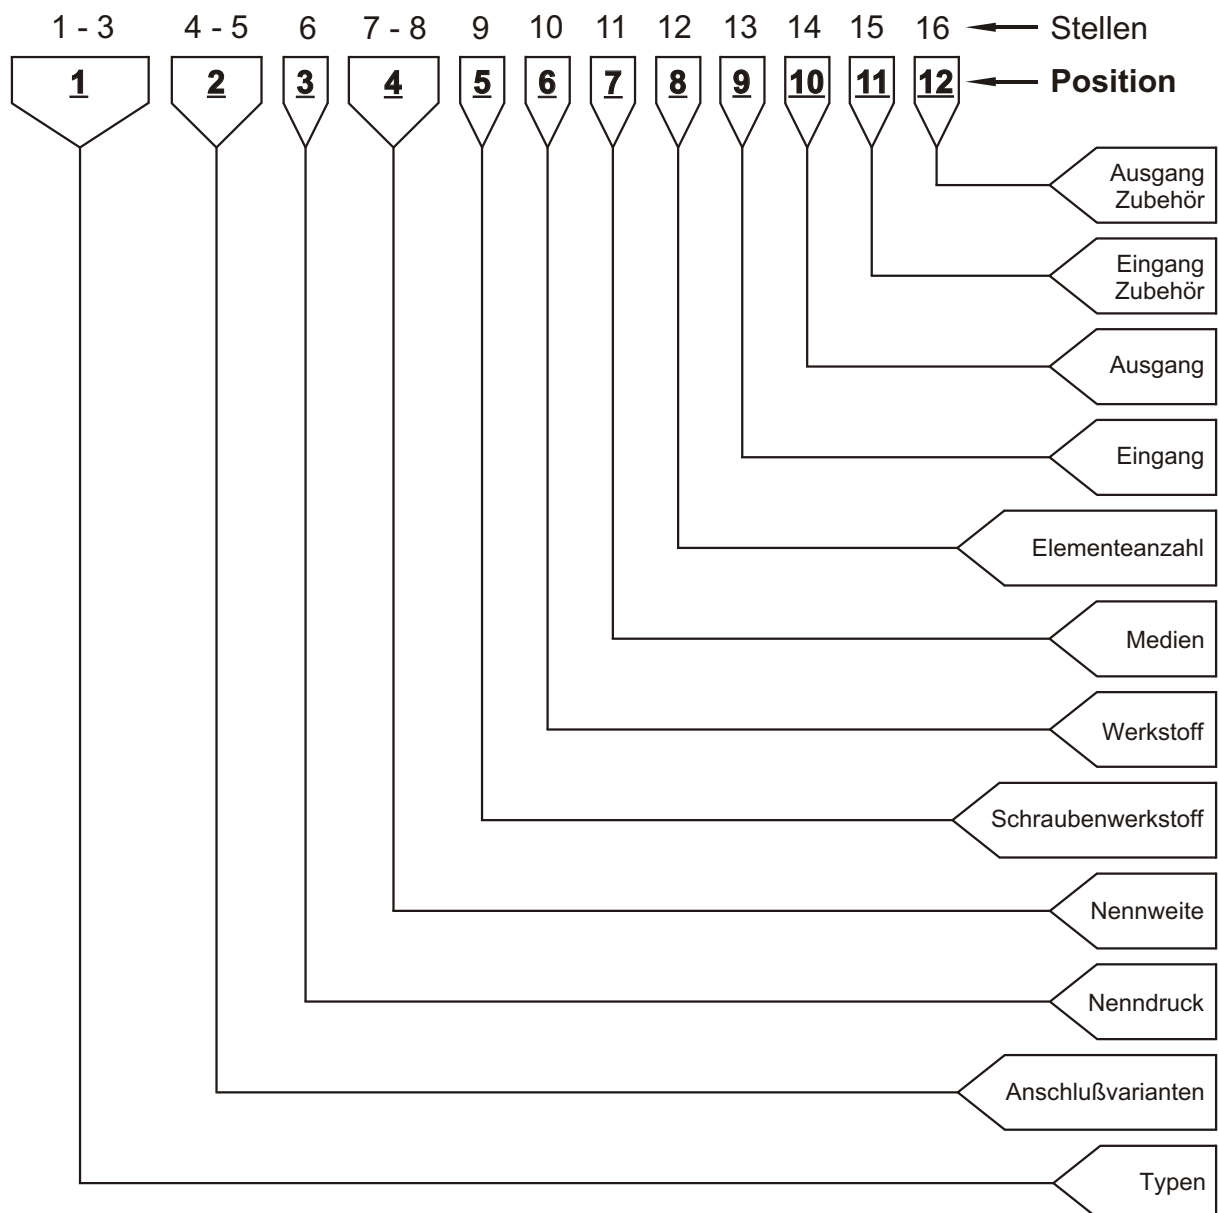 1 - 3 4 - 5 6 7 - 8 9 10 11 12 13 14 15 16 Stellen
1 2 3 4 5 6 7 8 9 10 11 12 Position
Ausgang
Zubehör
Eingang
Zubehör
Ausgang
Eingang
Elementeanzahl
Medien
Werkstoff
Schraubenwerkstoff
Nennweite
Nenndruck
Anschlußvarianten
Typen